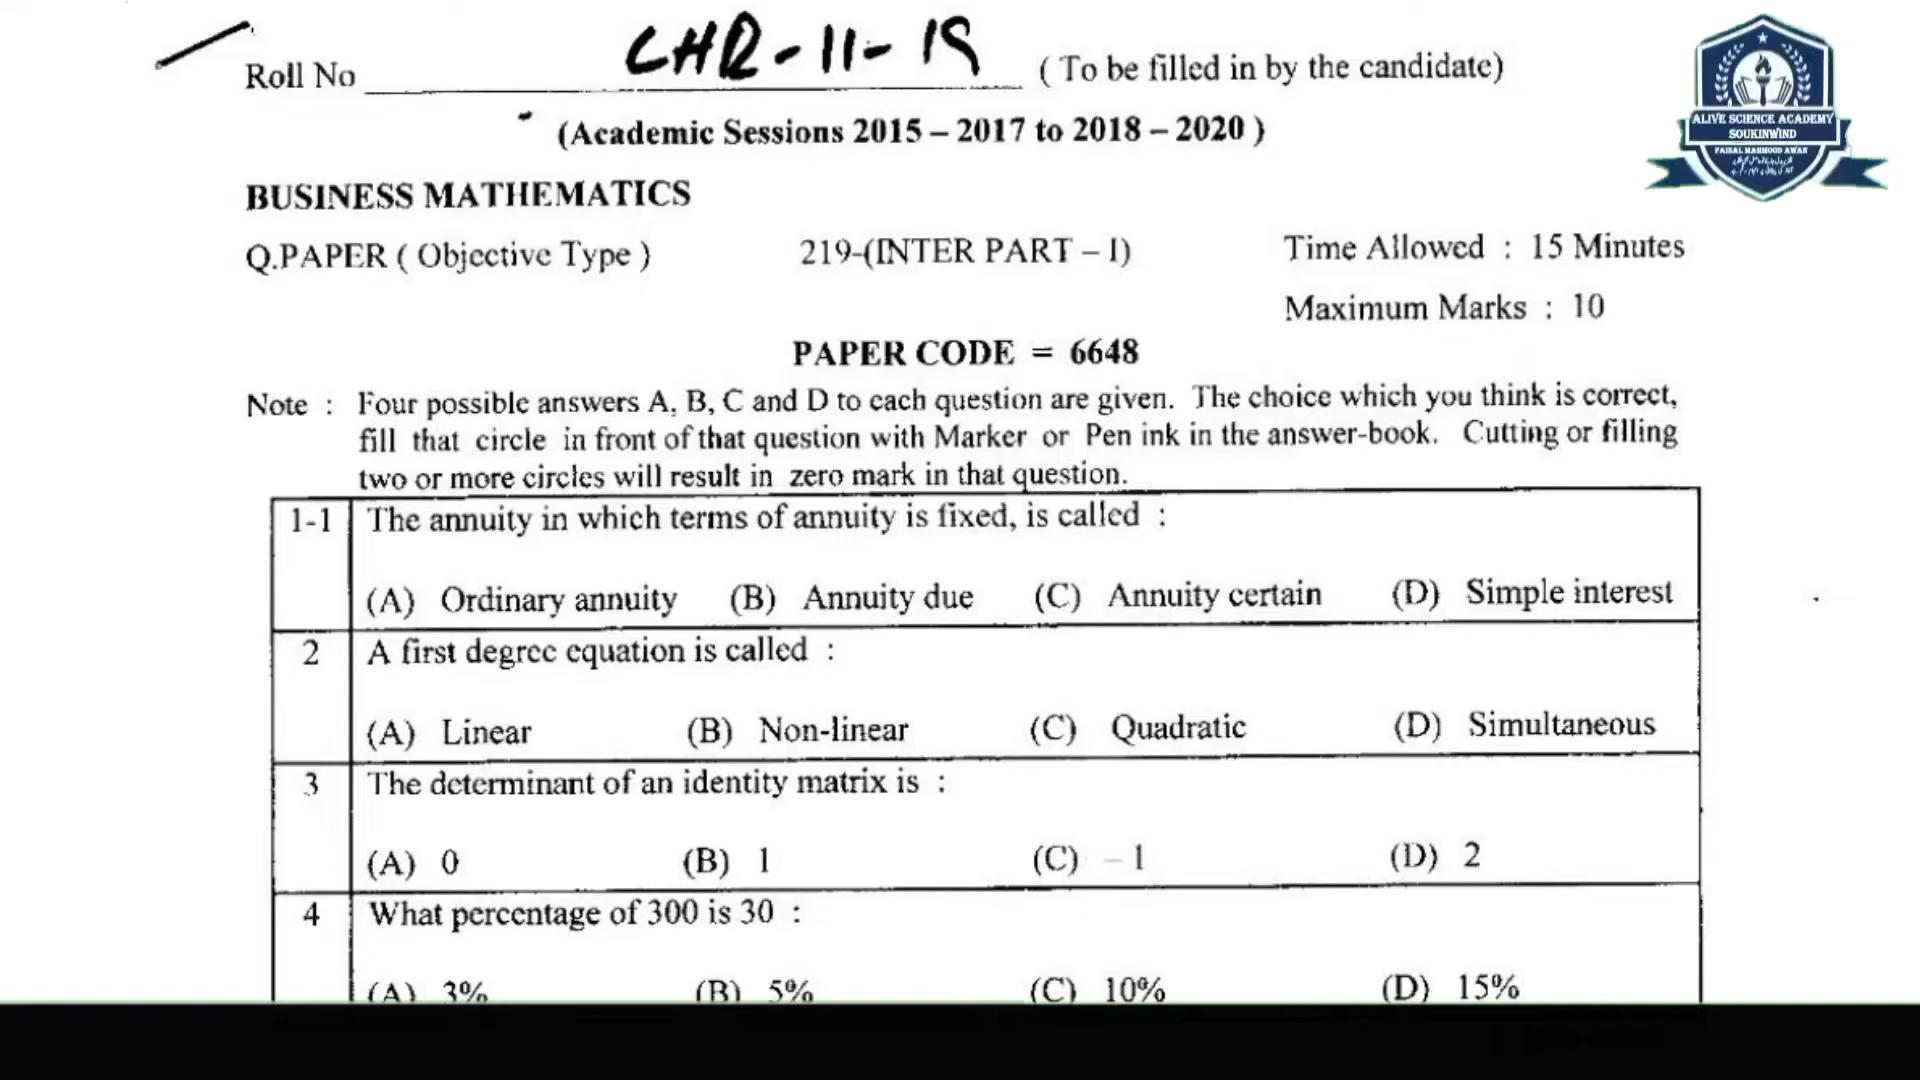 Roll No CHR-11-19 ( To be filled in by the candidate)
(Academic Sessions 2015 – 2017 to 2018 – 2020 )
BUSINESS MATHEMATICS
Q.PAPER ( Objective Type ) 219-(INTER PART – I) Time Allowed : 15 Minutes
Maximum Marks : 10
PAPER CODE = 6648
Note : Four possible answers A, B, C and D to each question are given. The choice which you think is correct,
fill that circle in front of that question with Marker or Pen ink in the answer-book. Cutting or filling
two or more circles will result in zero mark in that question.
1-1 The annuity in which terms of annuity is fixed, is called :
(A) Ordinary annuity (B) Annuity due (C) Annuity certain (D) Simple interest
2 A first degree equation is called :
(A) Linear (B) Non-linear (C) Quadratic (D) Simultaneous
3 The determinant of an identity matrix is :
(A) 0 (B) 1 (C) – 1 (D) 2
4 What percentage of 300 is 30 :
(A) 3% (B) 5% (C) 10% (D) 15%
ALIVE SCIENCE ACADEMY
SOUKINWIND
FAISAL MAHMOOD AWAN